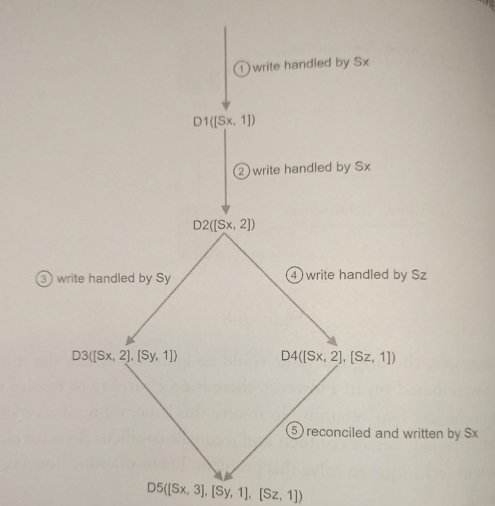 ① write handled by Sx
D1([Sx, 1])
② write handled by Sx
D2([Sx, 2])
③ write handled by Sy
④ write handled by Sz
D3([Sx, 2], [Sy, 1])
D4([Sx, 2], [Sz, 1])
⑤ reconciled and written by Sx
D5([Sx, 3], [Sy, 1], [Sz, 1])